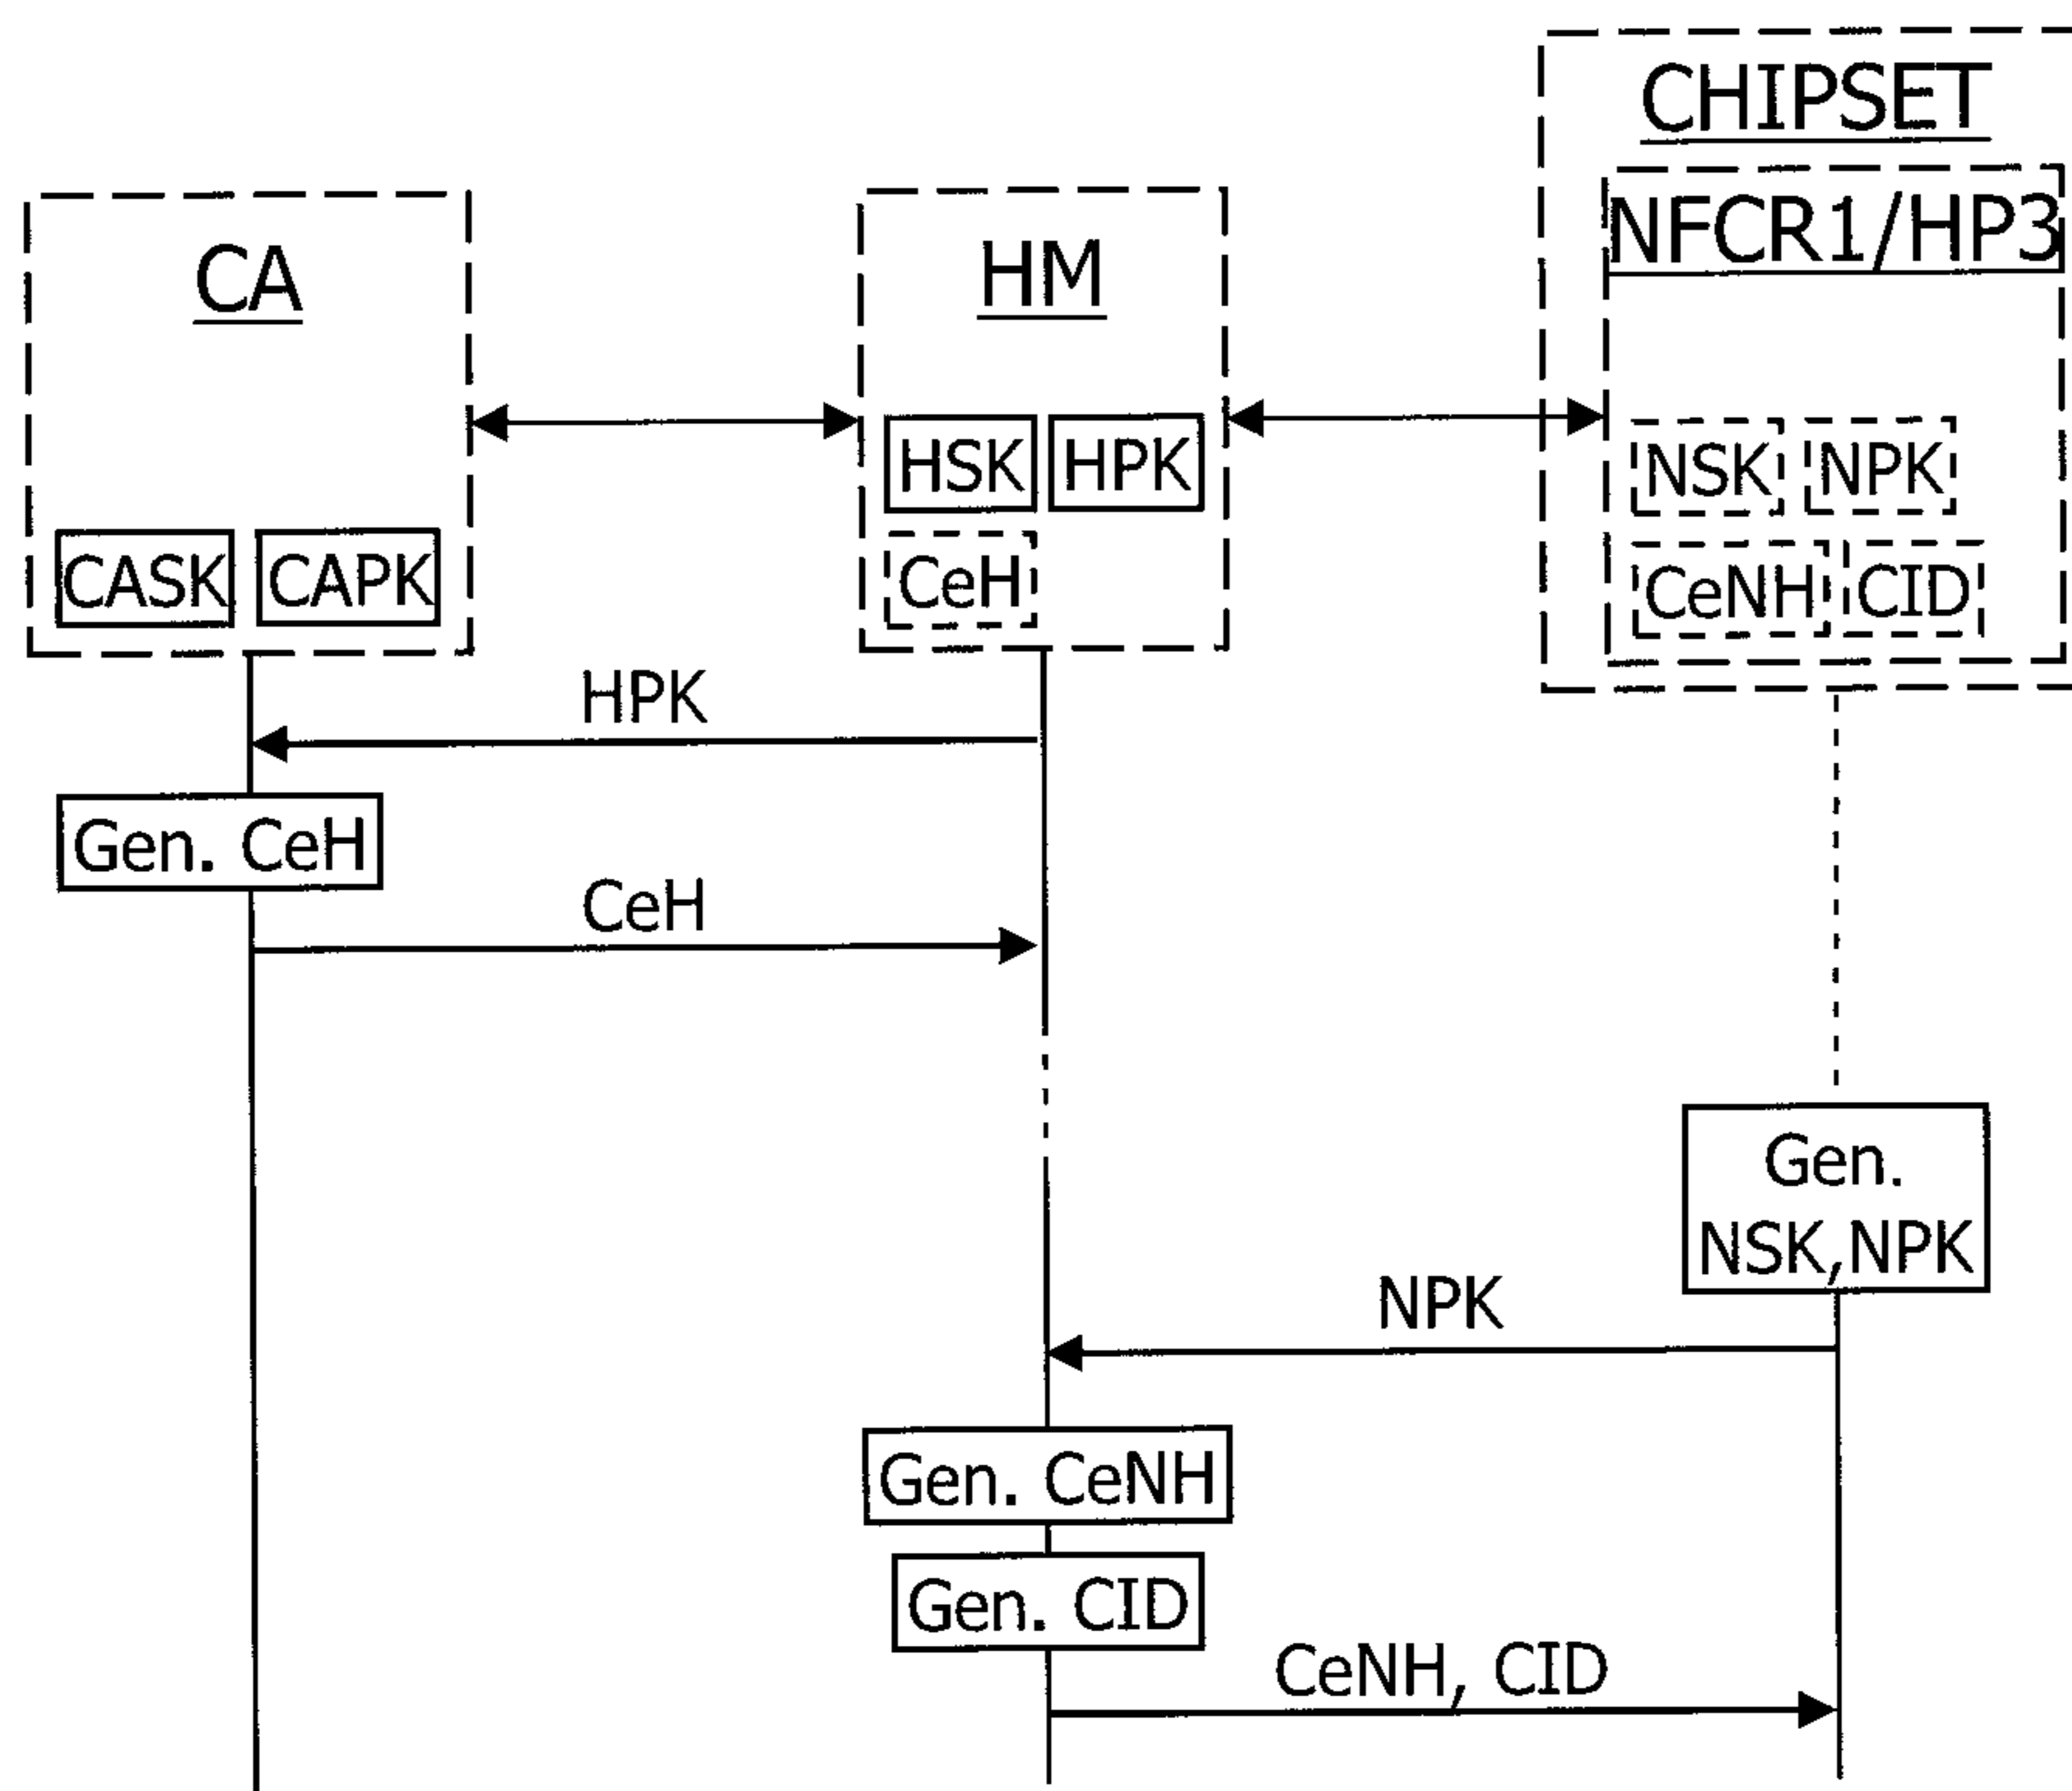 CHIPSET
CA
HM
NFCR1/HP3
HSK
HPK
NSK
NPK
CASK
CAPK
CeH
CeNH
CID
HPK
Gen. CeH
CeH
Gen.
NSK,NPK
NPK
Gen. CeNH
Gen. CID
CeNH, CID